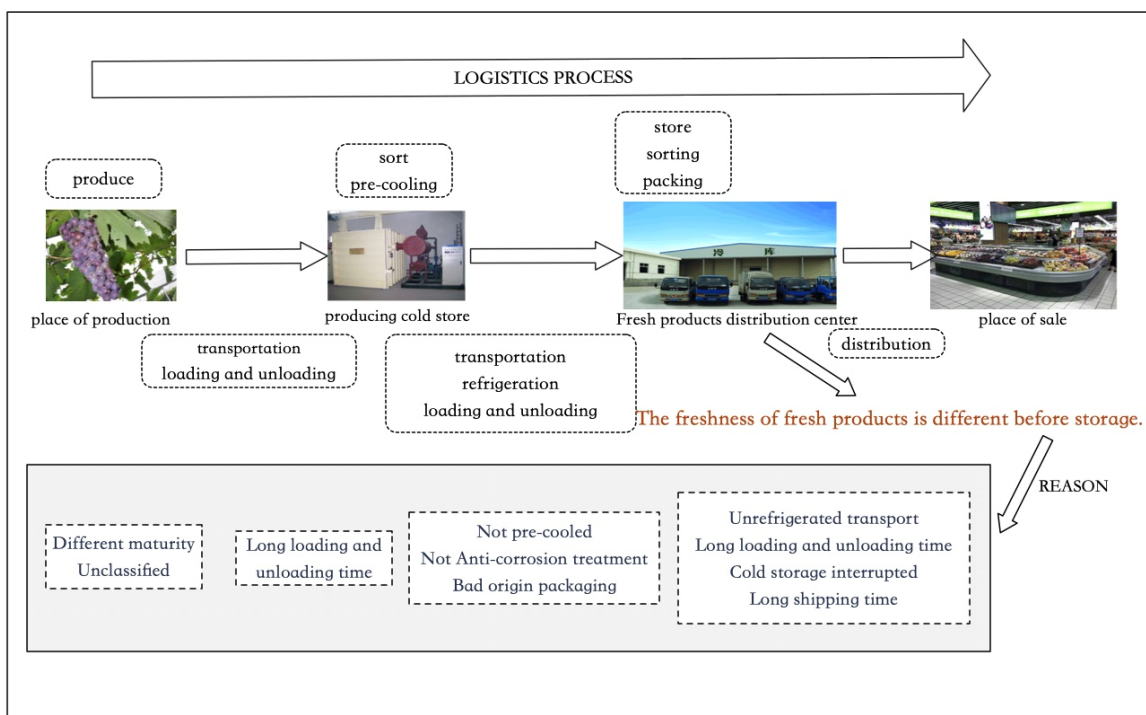 LOGISTICS PROCESS
produce
sort
pre-cooling
store
sorting
packing
冷 库
place of production
producing cold store
Fresh products distribution center
place of sale
transportation
loading and unloading
transportation
refrigeration
loading and unloading
distribution
The freshness of fresh products is different before storage.
REASON
Different maturity
Unclassified
Long loading and
unloading time
Not pre-cooled
Not Anti-corrosion treatment
Bad origin packaging
Unrefrigerated transport
Long loading and unloading time
Cold storage interrupted
Long shipping time